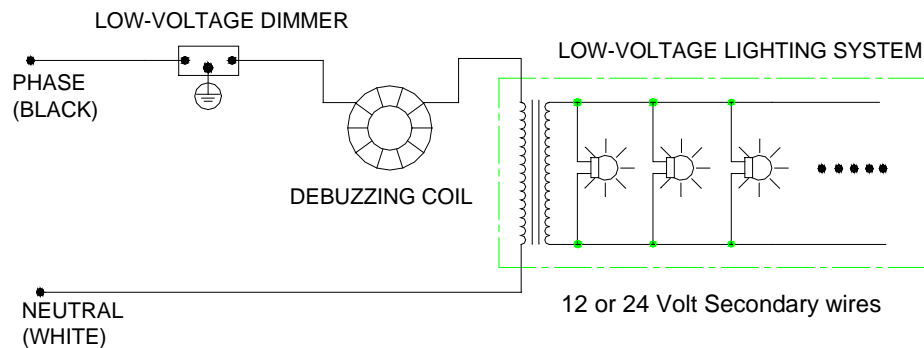 LOW-VOLTAGE DIMMER
LOW-VOLTAGE LIGHTING SYSTEM
PHASE
(BLACK)
DEBUZZING COIL
NEUTRAL
(WHITE)
12 or 24 Volt Secondary wires